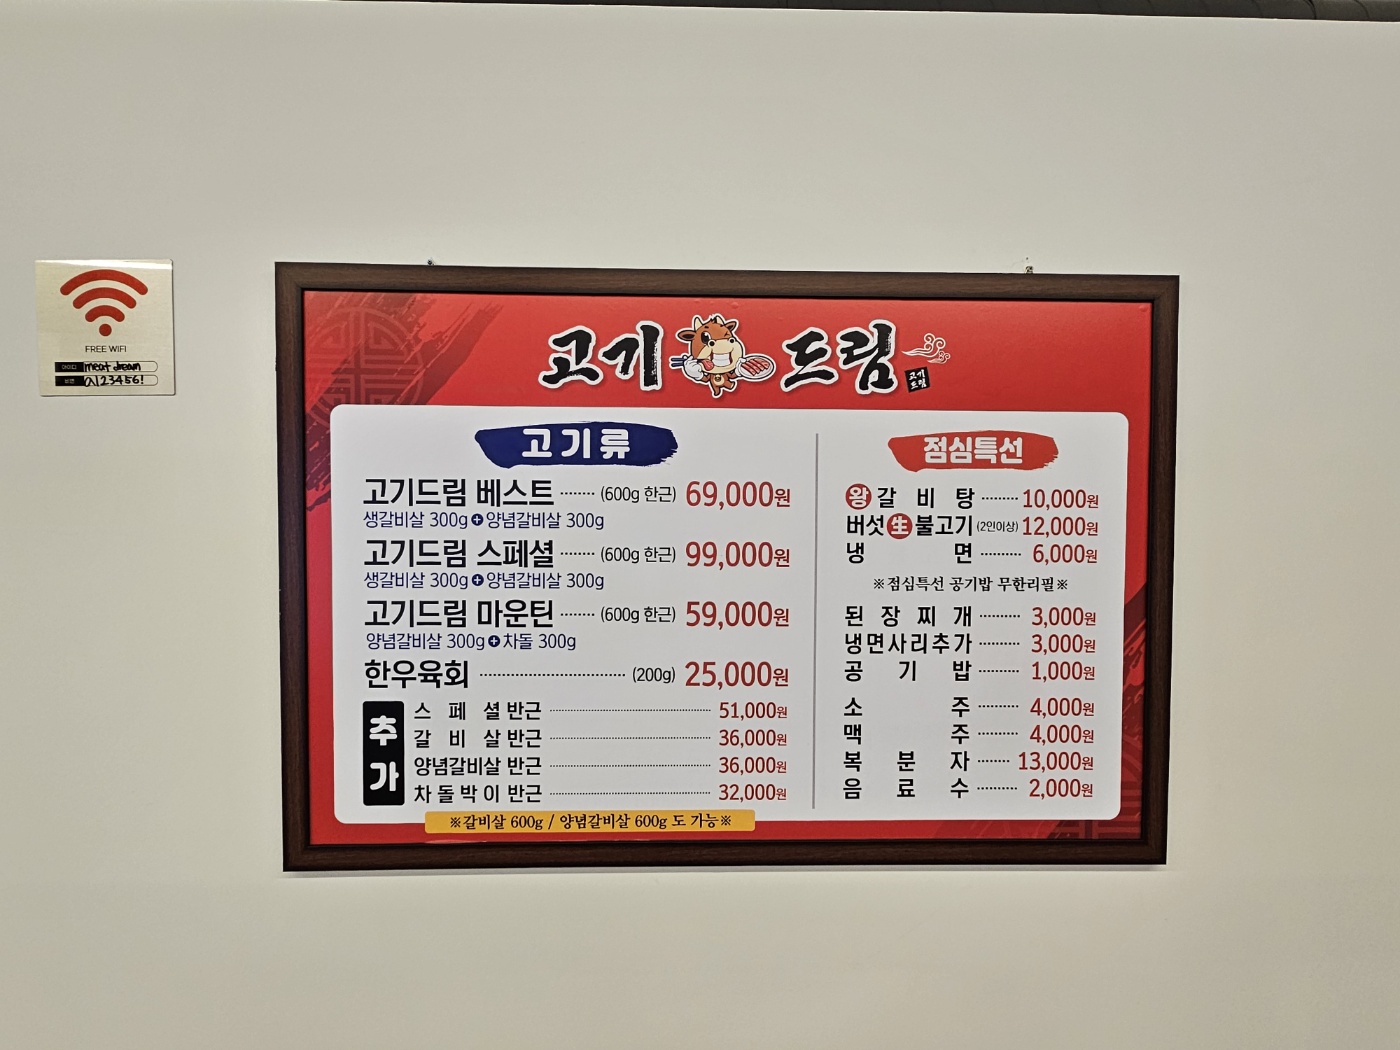 FREE WIFI
아이디 meat dream
비번 a123456!
고기드림
고기드림
고기류
고기드림 베스트 (600g 한근) 69,000원
생갈비살 300g+양념갈비살 300g
고기드림 스페셜 (600g 한근) 99,000원
생갈비살 300g+양념갈비살 300g
고기드림 마운틴 (600g 한근) 59,000원
양념갈비살 300g+차돌 300g
한우육회 (200g) 25,000원
추가
스페셜 반근 51,000원
갈비살 반근 36,000원
양념갈비살 반근 36,000원
차돌박이 반근 32,000원
※갈비살 600g / 양념갈비살 600g 도 가능※
점심특선
왕갈비탕 10,000원
버섯生불고기(2인이상) 12,000원
냉면 6,000원
※점심특선 공기밥 무한리필※
된장찌개 3,000원
냉면사리추가 3,000원
공기밥 1,000원
소주 4,000원
맥주 4,000원
복분자 13,000원
음료수 2,000원